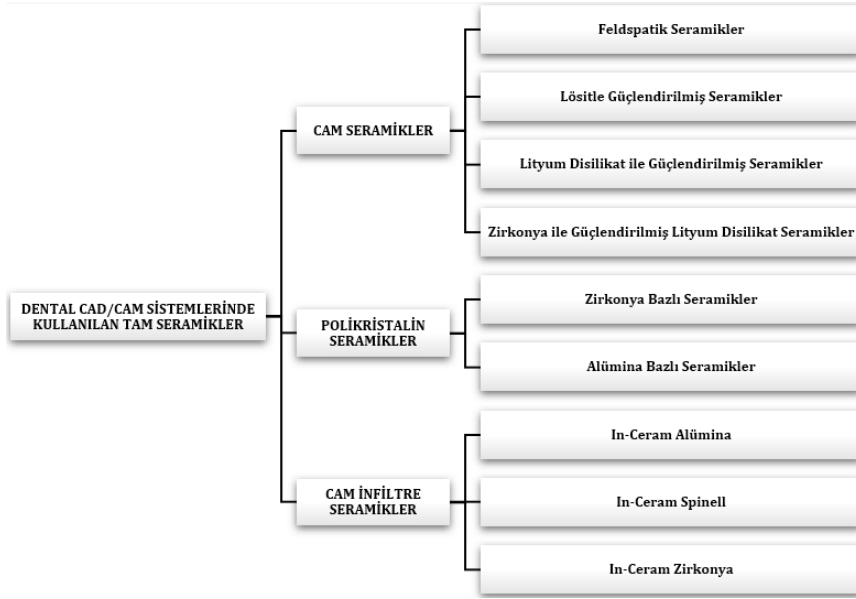 DENTAL CAD/CAM SİSTEMLERİNDE
KULLANILAN TAM SERAMİKLER
CAM SERAMİKLER
Feldspatik Seramikler
Lösitle Güçlendirilmiş Seramikler
Lityum Disilikat ile Güçlendirilmiş Seramikler
Zirkonya ile Güçlendirilmiş Lityum Disilikat Seramikler
POLİKRİSTALİN
SERAMİKLER
Zirkonya Bazlı Seramikler
Alümina Bazlı Seramikler
CAM İNFİLTRE
SERAMİKLER
In-Ceram Alümina
In-Ceram Spinell
In-Ceram Zirkonya